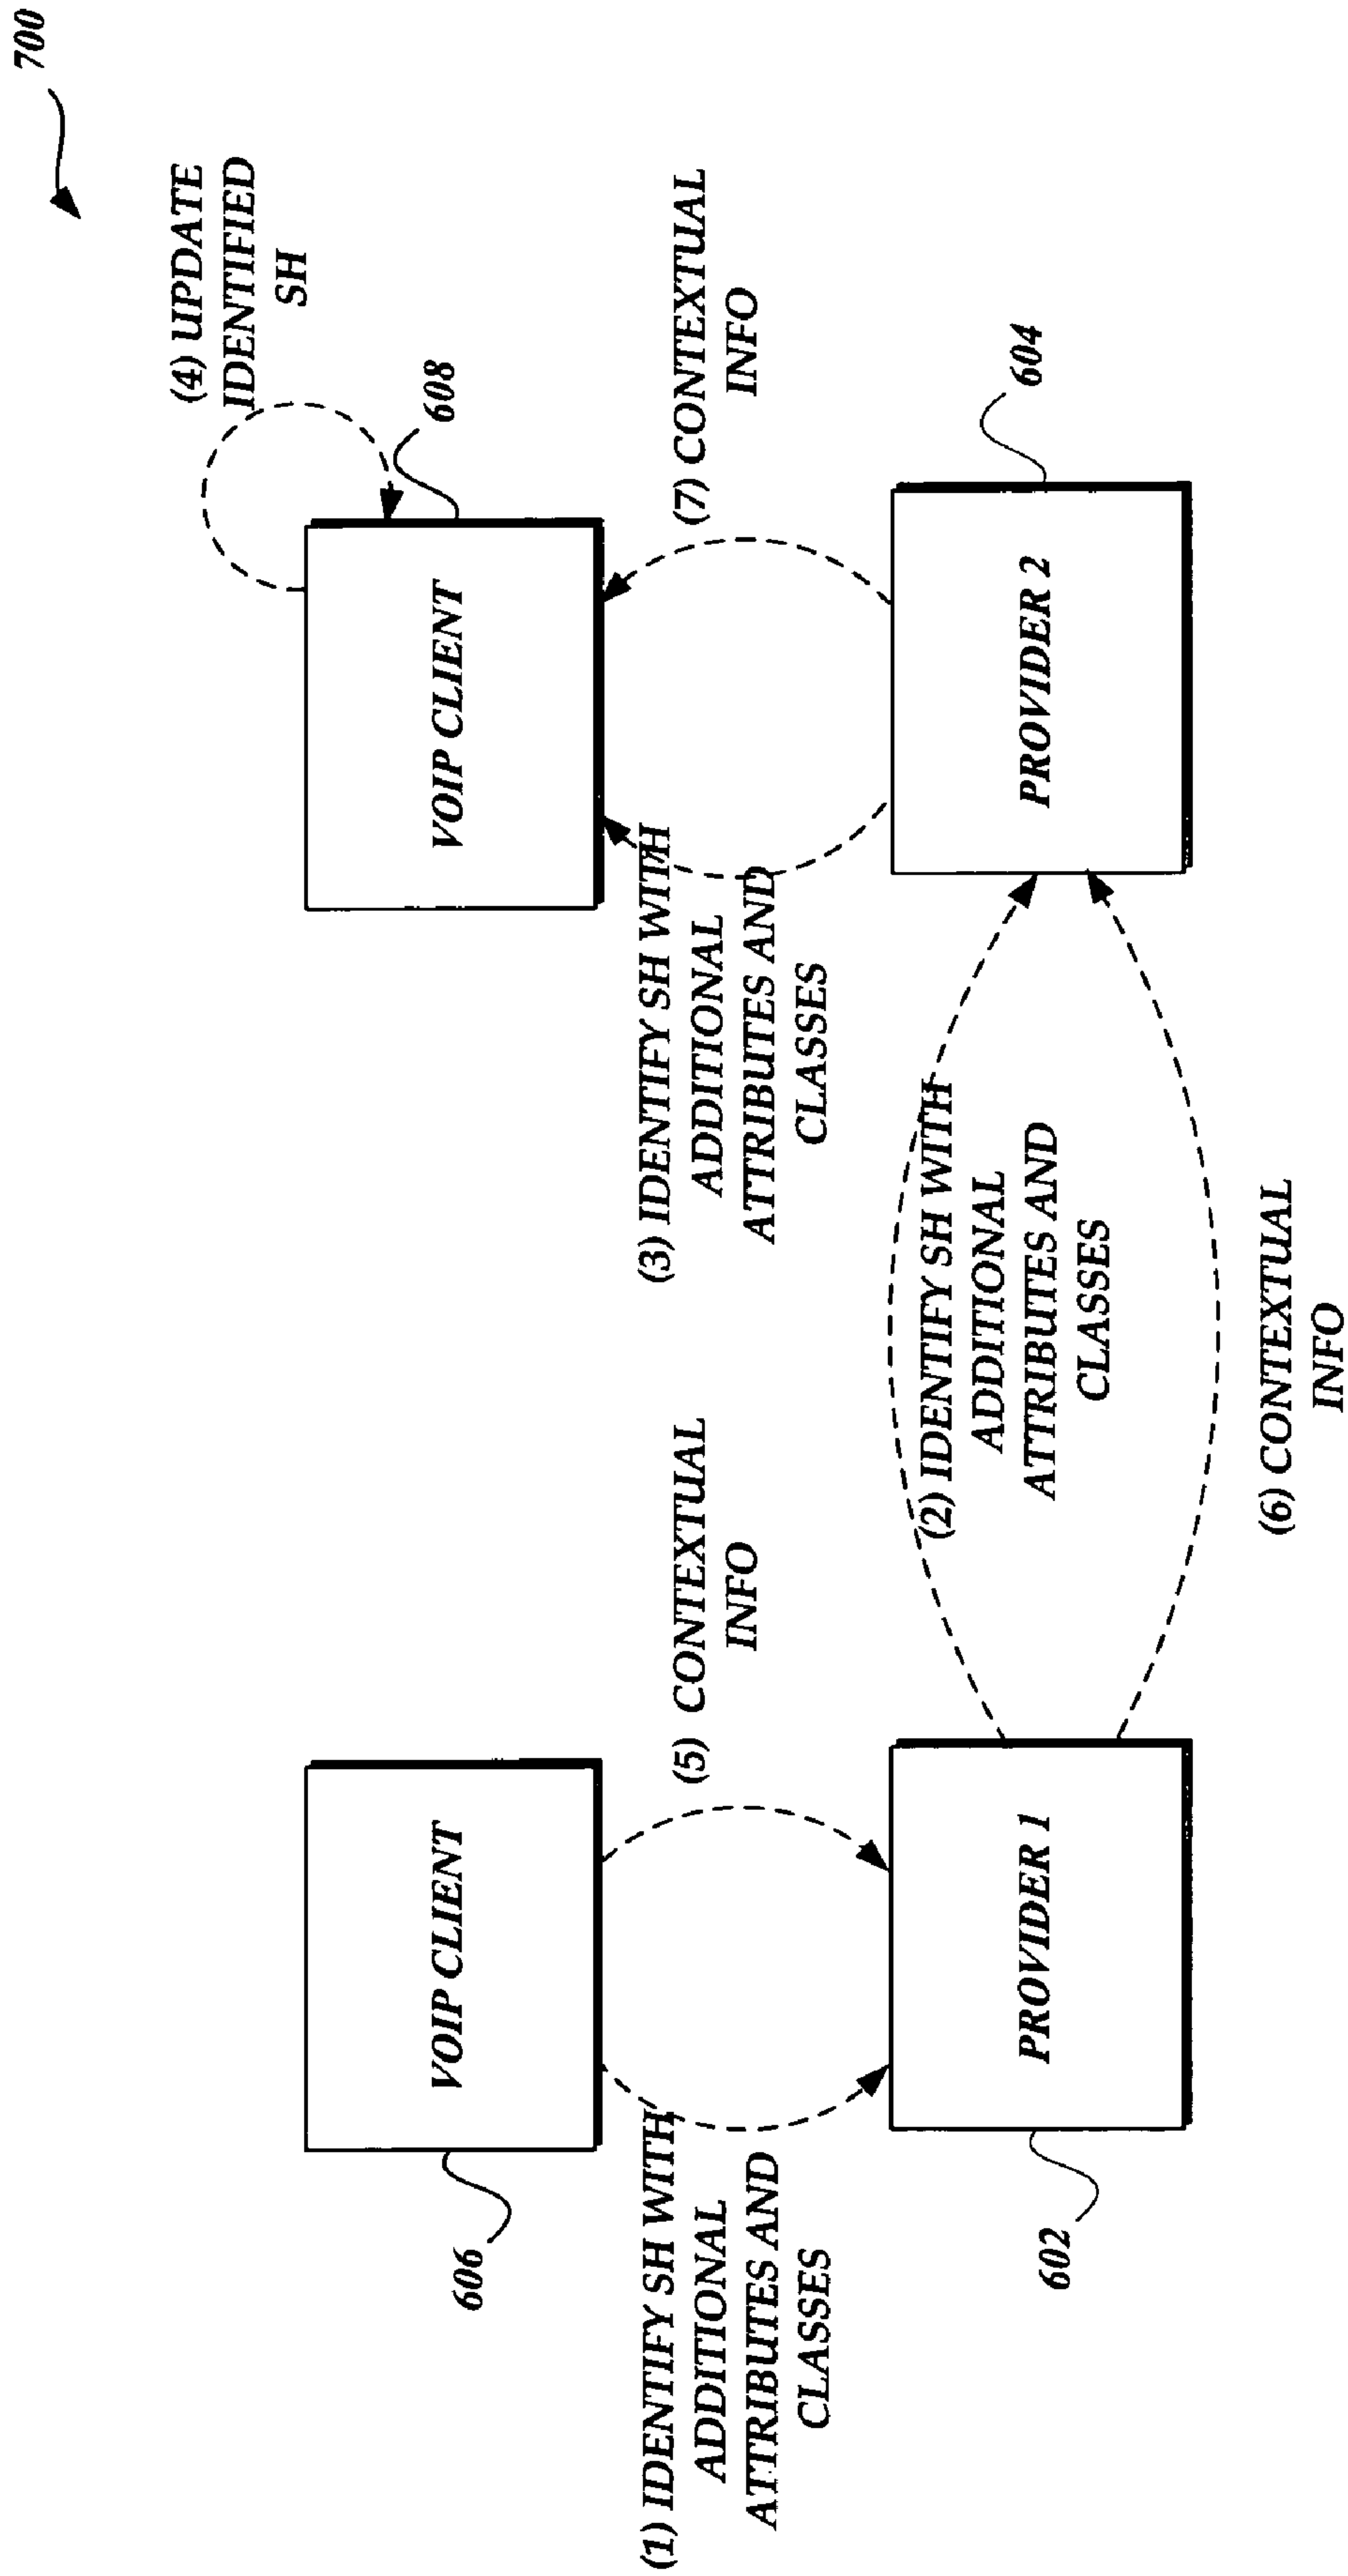 700
(4) UPDATE
IDENTIFIED
SH
606
VOIP CLIENT
VOIP CLIENT
608
(1) IDENTIFY SH WITH
ADDITIONAL
ATTRIBUTES AND
CLASSES
(5) CONTEXTUAL
INFO
(3) IDENTIFY SH WITH
ADDITIONAL
ATTRIBUTES AND
CLASSES
(7) CONTEXTUAL
INFO
602
PROVIDER 1
(2) IDENTIFY SH WITH
ADDITIONAL
ATTRIBUTES AND
CLASSES
PROVIDER 2
604
(6) CONTEXTUAL
INFO